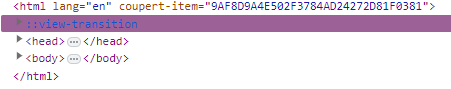 <html lang="en" coupert-item="9AF8D9A4E502F3784AD24272D81F0381">
::view-transition
<head> ⋯ </head>
<body> ⋯ </body>
</html>